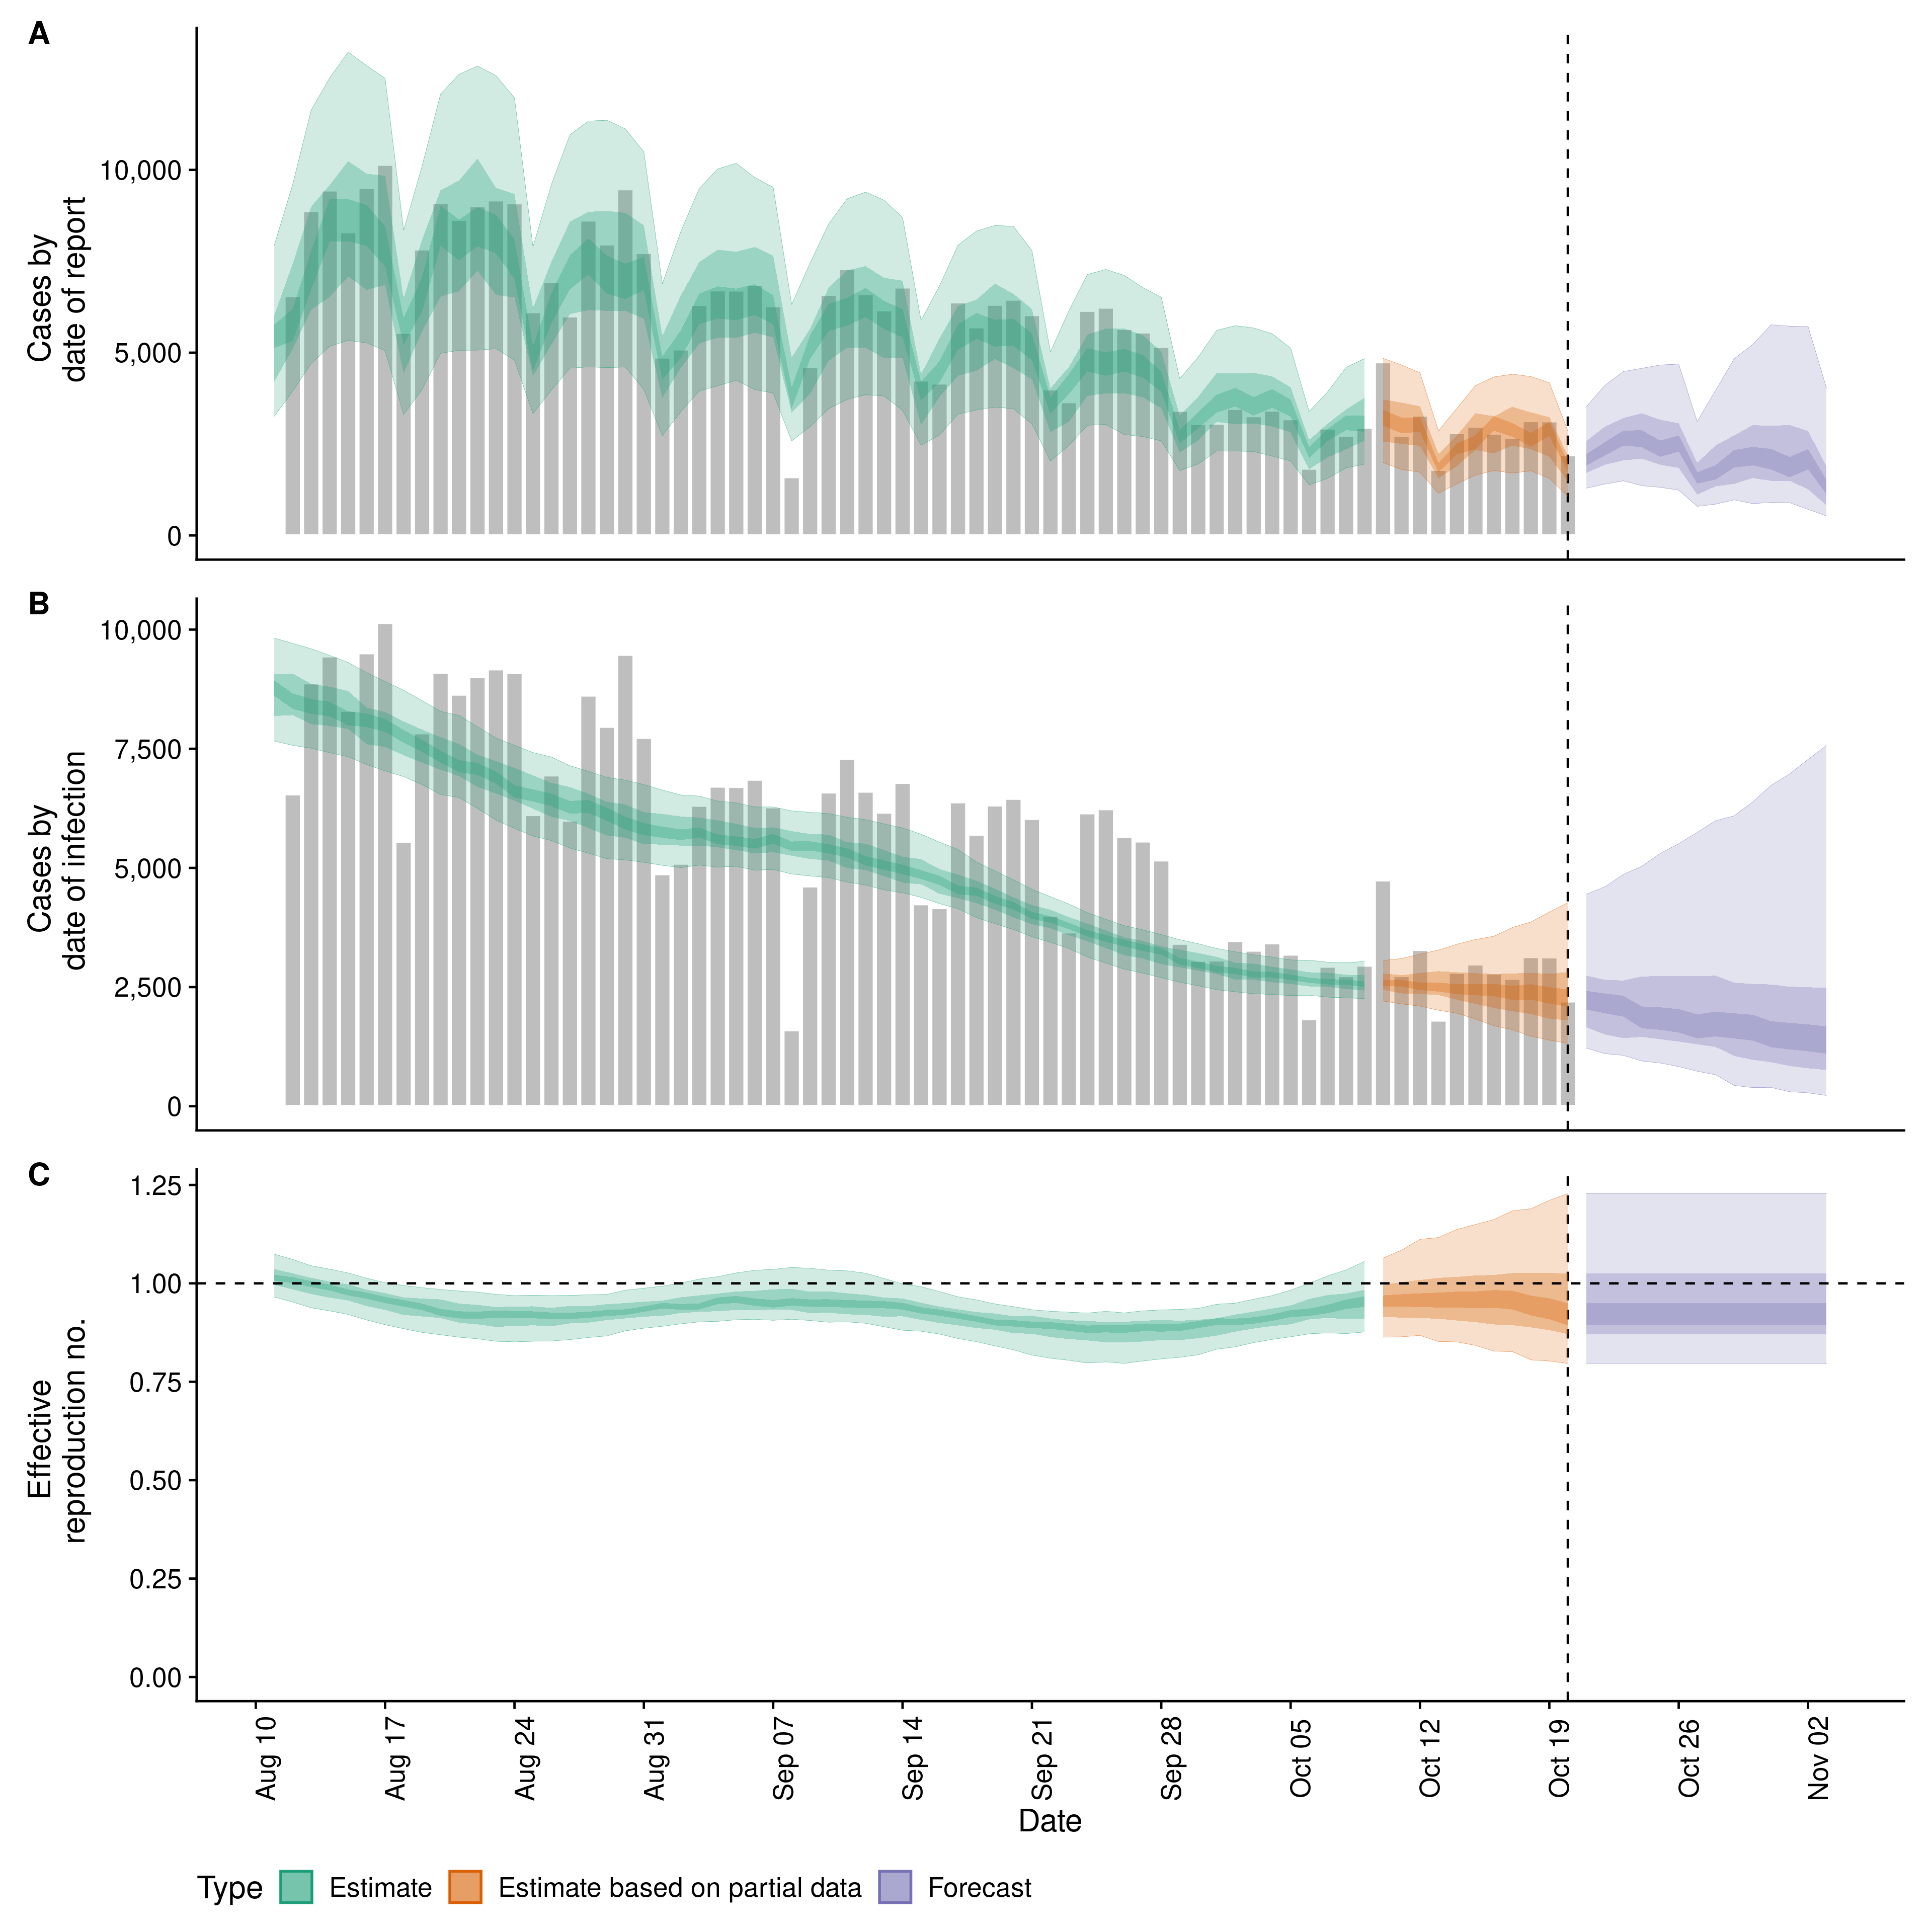 A
Cases by
date of report
10,000
5,000
0
B
Cases by
date of infection
10,000
7,500
5,000
2,500
0
C
Effective
reproduction no.
1.25
1.00
0.75
0.50
0.25
0.00
Aug 10
Aug 17
Aug 24
Aug 31
Sep 07
Sep 14
Sep 21
Sep 28
Oct 05
Oct 12
Oct 19
Oct 26
Nov 02
Date
Type Estimate Estimate based on partial data Forecast